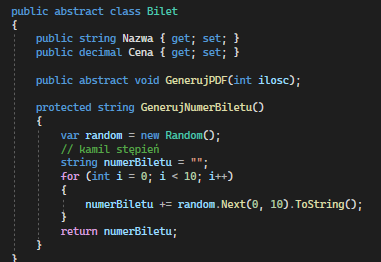 public abstract class Bilet
{
public string Nazwa { get; set; }
public decimal Cena { get; set; }
public abstract void GenerujPDF(int ilosc);
protected string GenerujNumerBiletu()
{
var random = new Random();
// kamil stępień
string numerBiletu = "";
for (int i = 0; i < 10; i++)
{
numerBiletu += random.Next(0, 10).ToString();
}
return numerBiletu;
}
}